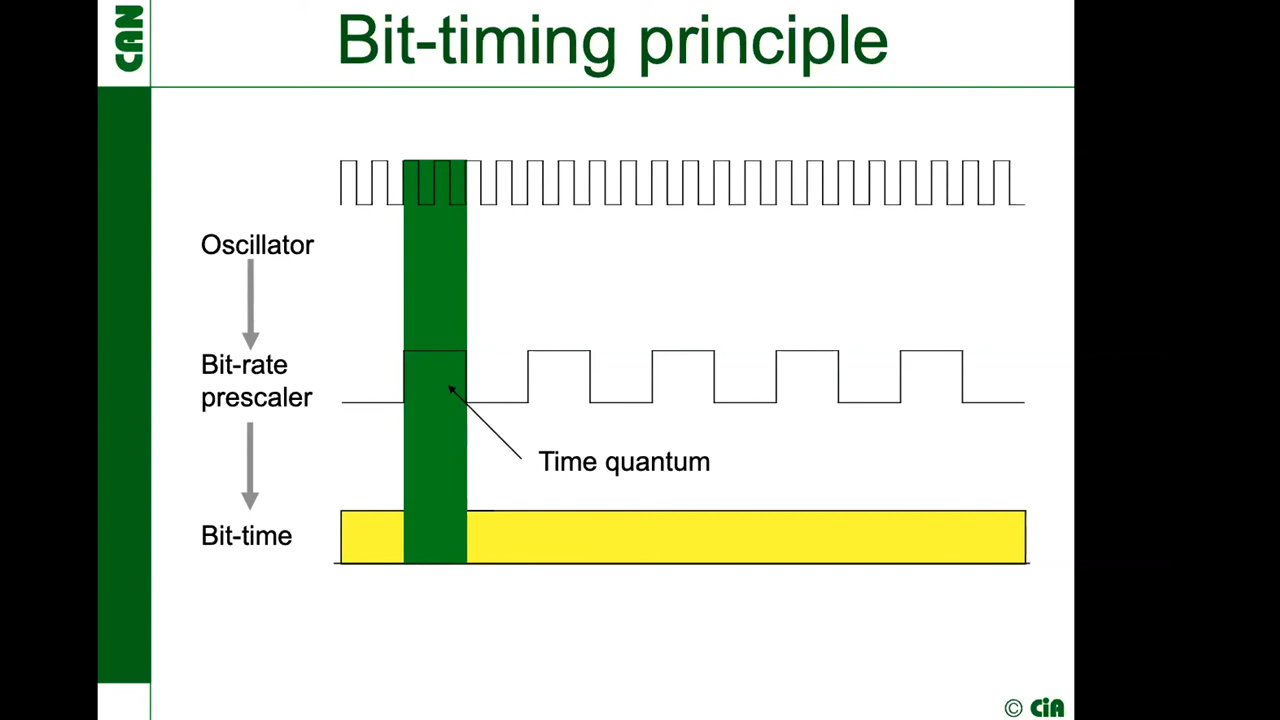 CAN
Bit-timing principle
Oscillator
Bit-rate
prescaler
Time quantum
Bit-time
© CiA